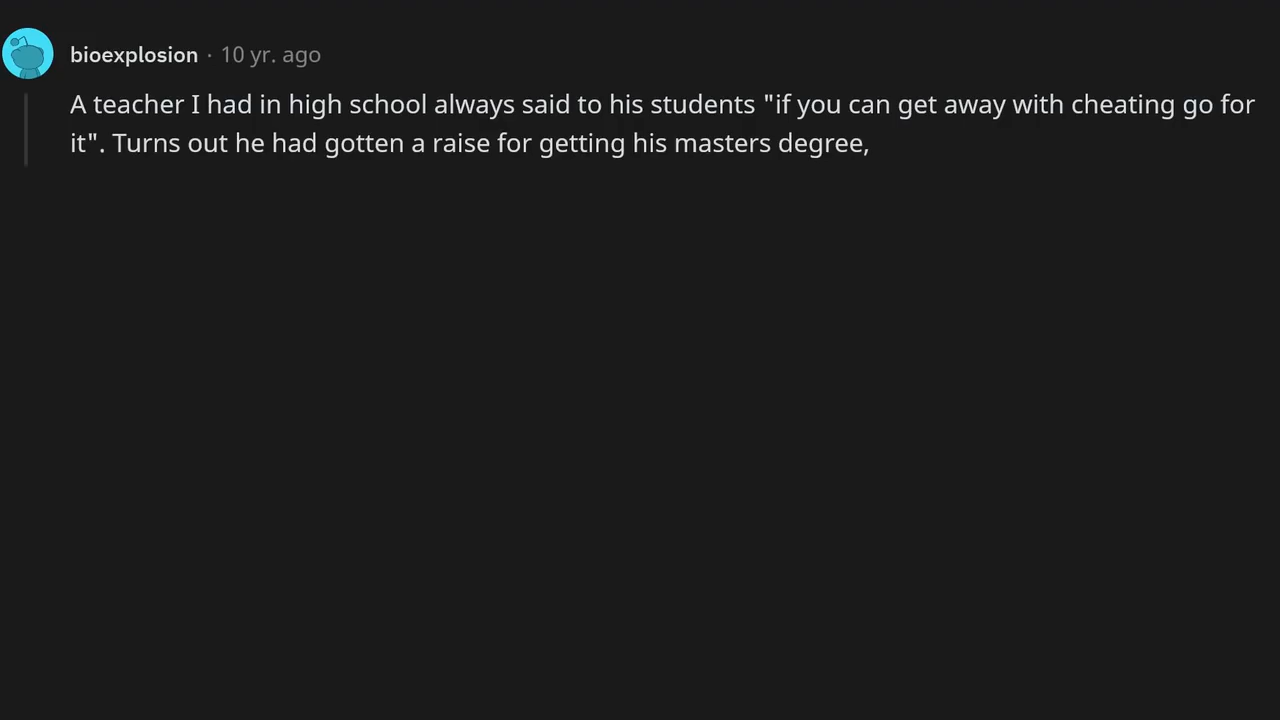 bioexplosion · 10 yr. ago
A teacher I had in high school always said to his students "if you can get away with cheating go for
it". Turns out he had gotten a raise for getting his masters degree,